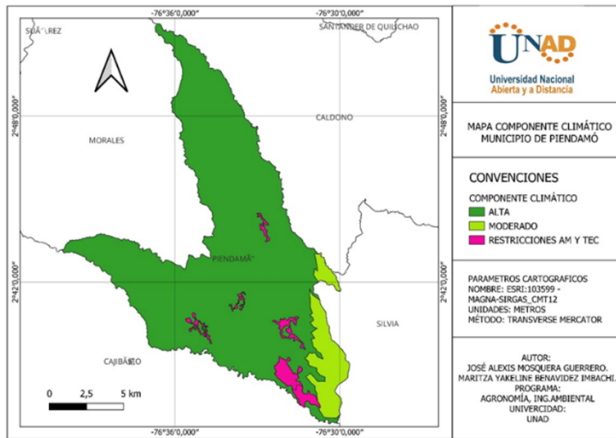 -76°36'0,000"
-76°30'0,000"
SUÃ¨\REZ
SANTANDER DE QUILICHAO
2°48'0,000"
2°48'0,000"
MORALES
CALDONO
PIENDAMÃ“
2°42'0,000"
2°42'0,000"
SILVIA
0
2,5
5 km
-76°36'0,000"
-76°30'0,000"
UNAD
Universidad Nacional
Abierta y a Distancia
MAPA COMPONENTE CLIMÁTICO
MUNICIPIO DE PIENDAMÓ
CONVENCIONES
COMPONENTE CLIMÁTICO
ALTA
MODERADO
RESTRICCIONES AM Y TEC
PARAMETROS CARTOGRAFICOS
NOMBRE: ESRI:103599 -
MAGNA-SIRGAS_CMT12
UNIDADES: METROS
MÉTODO: TRANSVERSE MERCATOR
AUTOR:
JOSÉ ALEXIS MOSQUERA GUERRERO.
MARITZA YAKELINE BENAVIDEZ IMBACHI.
PROGRAMA:
AGRONOMÍA, ING.AMBIENTAL
UNIVERCIDAD:
UNAD